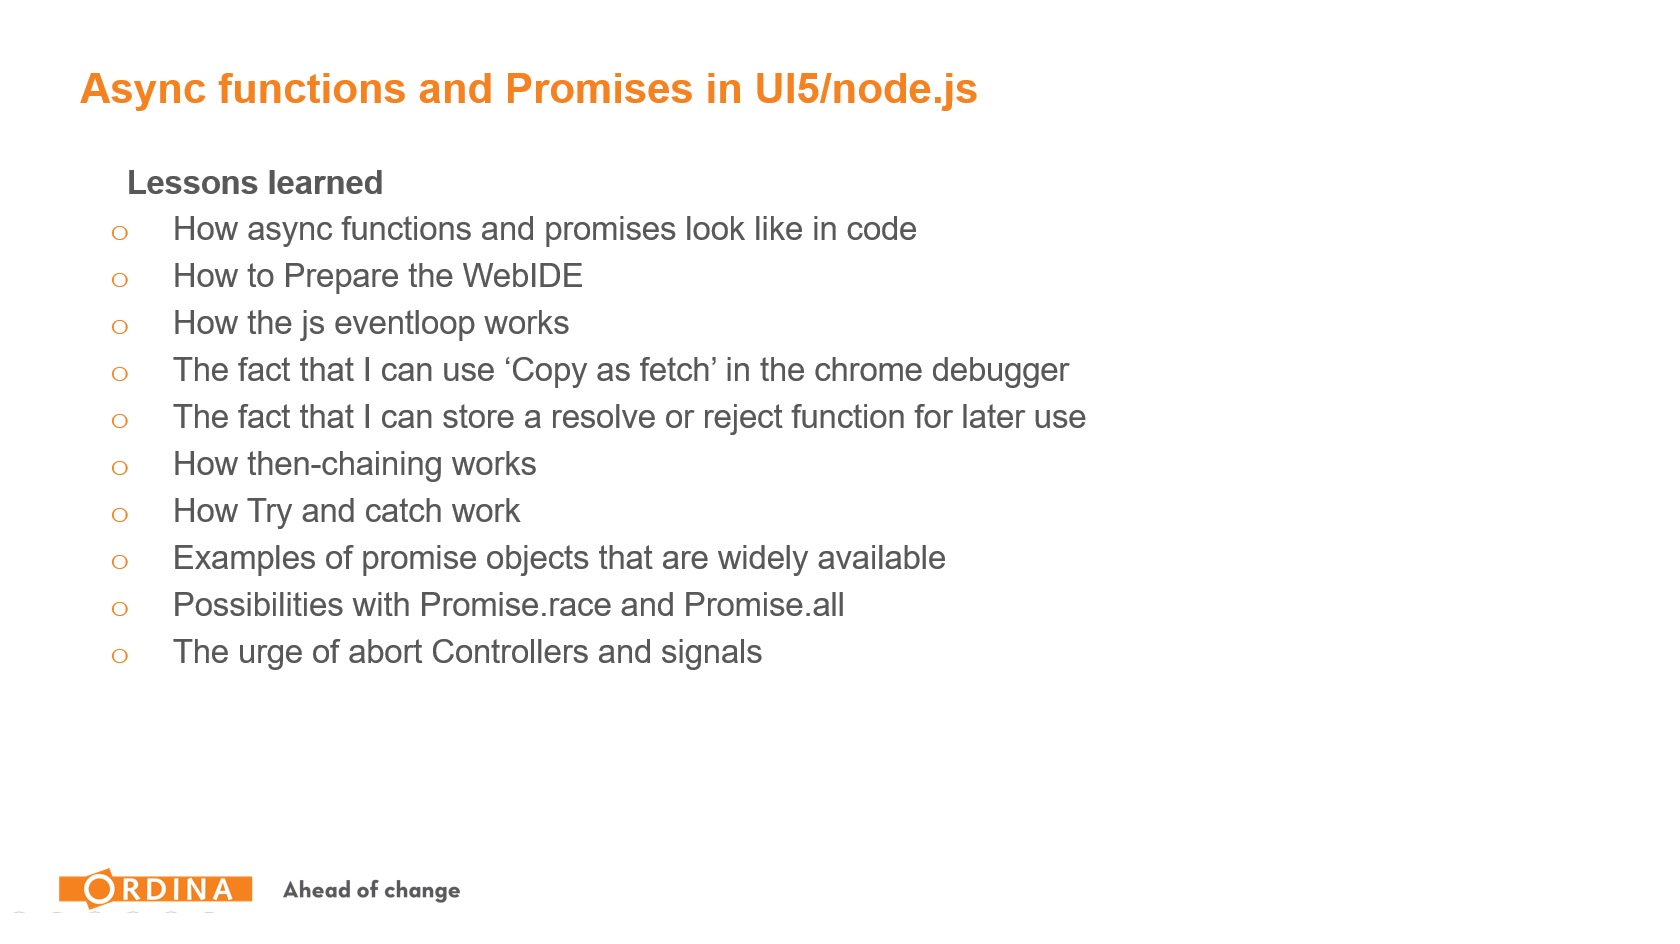 Async functions and Promises in UI5/node.js
Lessons learned
o How async functions and promises look like in code
o How to Prepare the WebIDE
o How the js eventloop works
o The fact that I can use ‘Copy as fetch’ in the chrome debugger
o The fact that I can store a resolve or reject function for later use
o How then-chaining works
o How Try and catch work
o Examples of promise objects that are widely available
o Possibilities with Promise.race and Promise.all
o The urge of abort Controllers and signals
ORDINA Ahead of change